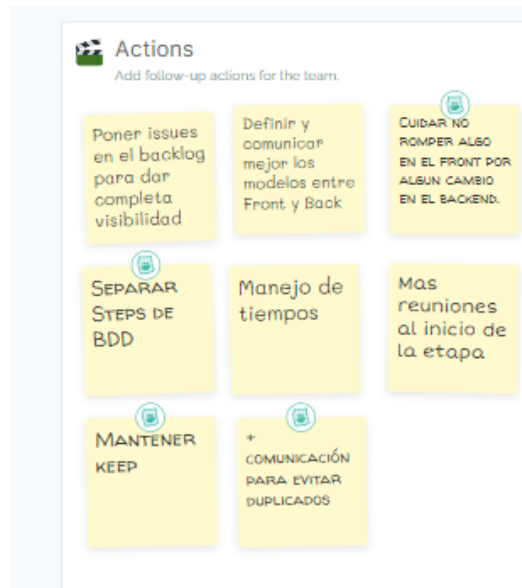 Actions
Add follow-up actions for the team.
Poner issues
en el backlog
para dar
completa
visibilidad
Definir y
comunicar
mejor los
modelos entre
Front y Back
CUIDAR NO
ROMPER ALGO
EN EL FRONT POR
ALGUN CAMBIO
EN EL BACKEND.
SEPARAR
STEPS DE
BDD
Manejo de
tiempos
Mas
reuniones
al inicio de
la etapa
MANTENER
KEEP
+
COMUNICACIÓN
PARA EVITAR
DUPLICADOS